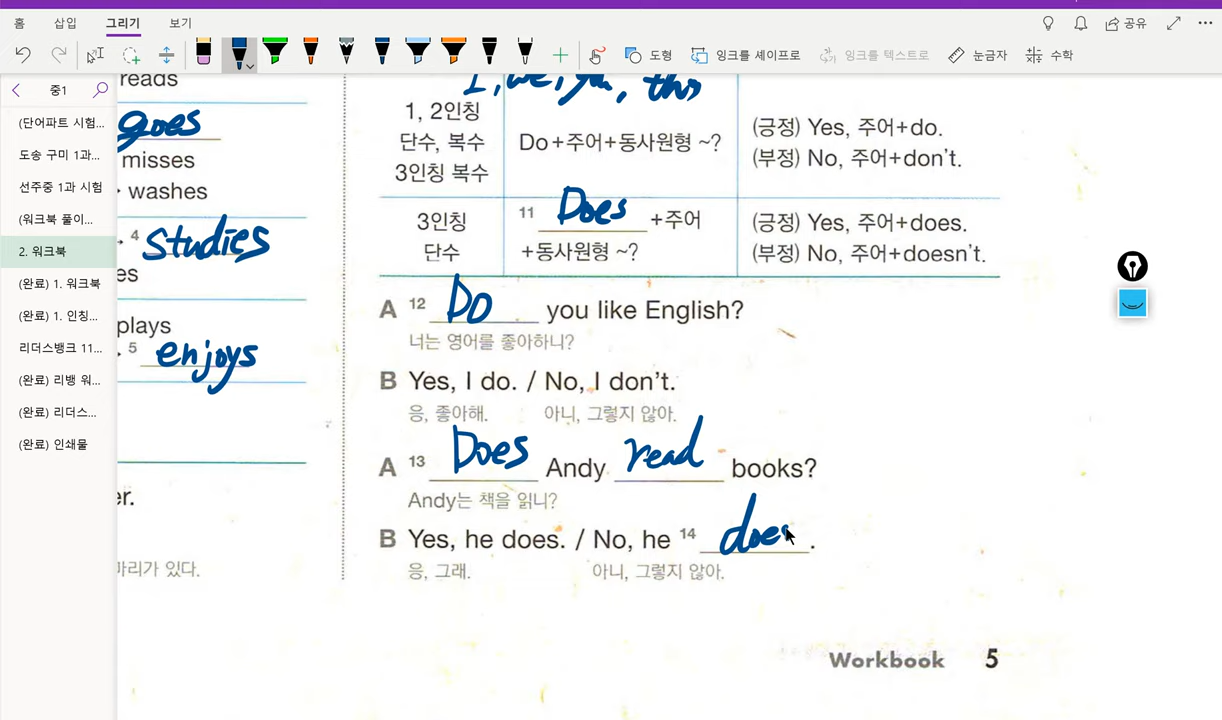 홈 삽입 그리기 보기
공유
도형 잉크를 셰이프로 잉크를 텍스트로 눈금자 수학
중1
(단어파트 시험...
도송 구미 1과...
선주중 1과 시험
(워크북 풀이...
2. 워크북
(완료) 1. 워크북
(완료) 1. 인칭...
리더스뱅크 11...
(완료) 리뱅 워...
(완료) 리더스...
(완료) 인쇄물
reads
goes
misses
washes
4 studies
es
plays
5 enjoys
er.
마리가 있다.
I, we, you, this
1, 2인칭
단수, 복수
3인칭 복수
Do+주어+동사원형 ~?
(긍정) Yes, 주어+do.
(부정) No, 주어+don't.
3인칭
단수
11 Does +주어
+동사원형 ~?
(긍정) Yes, 주어+does.
(부정) No, 주어+doesn't.
A 12 Do you like English?
너는 영어를 좋아하니?
B Yes, I do. / No, I don't.
응, 좋아해. 아니, 그렇지 않아.
A 13 Does Andy read books?
Andy는 책을 읽니?
B Yes, he does. / No, he 14 does.
응, 그래. 아니, 그렇지 않아.
Workbook 5